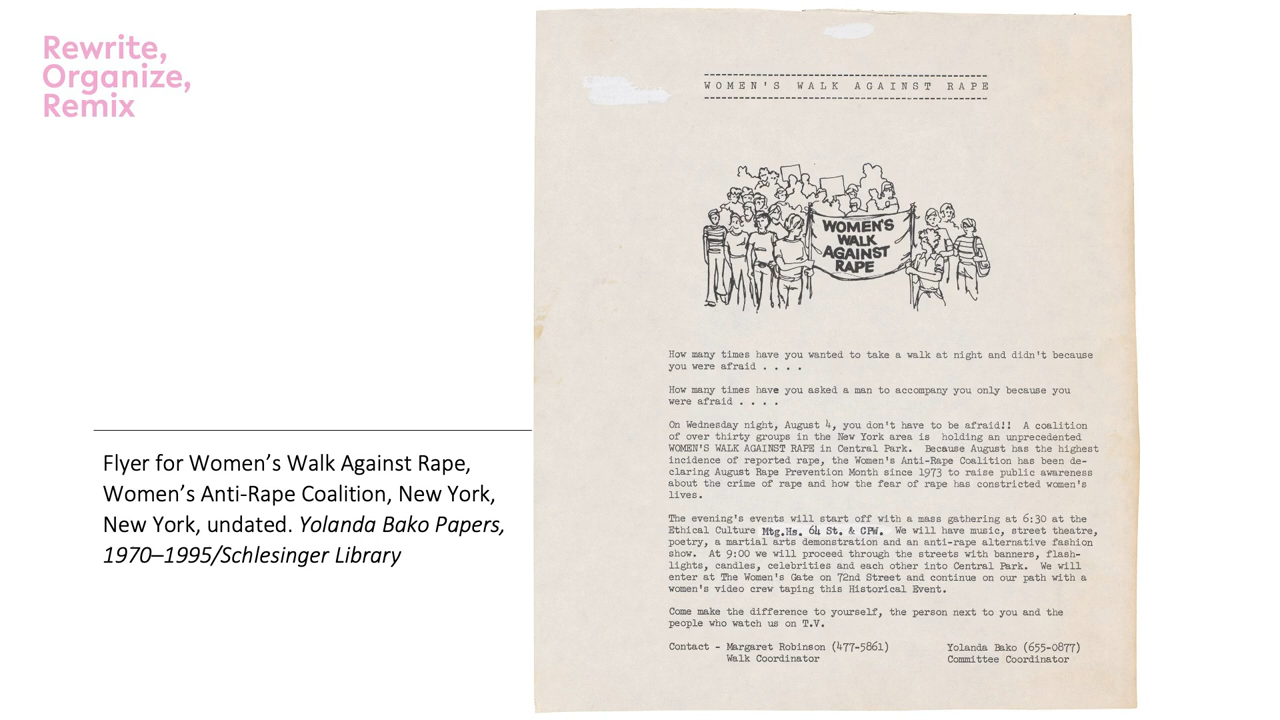 Rewrite,
Organize,
Remix
Flyer for Women’s Walk Against Rape,
Women’s Anti-Rape Coalition, New York,
New York, undated. Yolanda Bako Papers,
1970–1995/Schlesinger Library
WOMEN'S WALK AGAINST RAPE
WOMEN'S
WALK
AGAINST
RAPE
How many times have you wanted to take a walk at night and didn't because
you were afraid . . . .
How many times have you asked a man to accompany you only because you
were afraid . . . .
On Wednesday night, August 4, you don't have to be afraid!! A coalition
of over thirty groups in the New York area is holding an unprecedented
WOMEN'S WALK AGAINST RAPE in Central Park. Because August has the highest
incidence of reported rape, the Women's Anti-Rape Coalition has been de-
claring August Rape Prevention Month since 1973 to raise public awareness
about the crime of rape and how the fear of rape has constricted women's
lives.
The evening's events will start off with a mass gathering at 6:30 at the
Ethical Culture Mtg.Hs. 64 St. & CPW. We will have music, street theatre,
poetry, a martial arts demonstration and an anti-rape alternative fashion
show. At 9:00 we will proceed through the streets with banners, flash-
lights, candles, celebrities and each other into Central Park. We will
enter at The Women's Gate on 72nd Street and continue on our path with a
women's video crew taping this Historical Event.
Come make the difference to yourself, the person next to you and the
people who watch us on T.V.
Contact - Margaret Robinson (477-5861) Yolanda Bako (655-0877)
Walk Coordinator Committee Coordinator